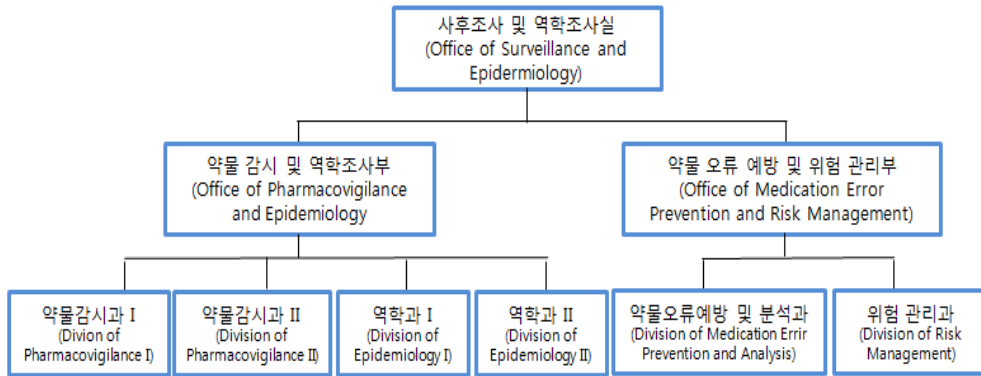 사후조사 및 역학조사실
(Office of Surveillance and
Epidermiology)
약물 감시 및 역학조사부
(Office of Pharmacovigilance
and Epidemiology
약물 오류 예방 및 위험 관리부
(Office of Medication Error
Prevention and Risk Management)
약물감시과 I
(Divion of
Pharmacovigilance I)
약물감시과 II
(Division of
Pharmacovigilance II)
역학과 I
(Division of
Epidemiology I)
역학과 II
(Division of
Epidemiology II)
약물오류예방 및 분석과
(Division of Medication Errir
Prevention and Analysis)
위험 관리과
(Division of Risk
Management)